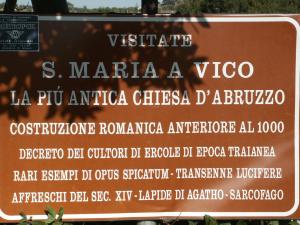 VISITATE
S. MARIA A VICO
LA PIÚ ANTICA CHIESA D'ABRUZZO
COSTRUZIONE ROMANICA ANTERIORE AL 1000
DECRETO DEI CULTORI DI ERCOLE DI EPOCA TRAIANEA
RARI ESEMPI DI OPUS SPICATUM - TRANSENNE LUCIFERE
AFFRESCHI DEL SEC. XIV - LAPIDE DI AGATHO - SARCOFAGO